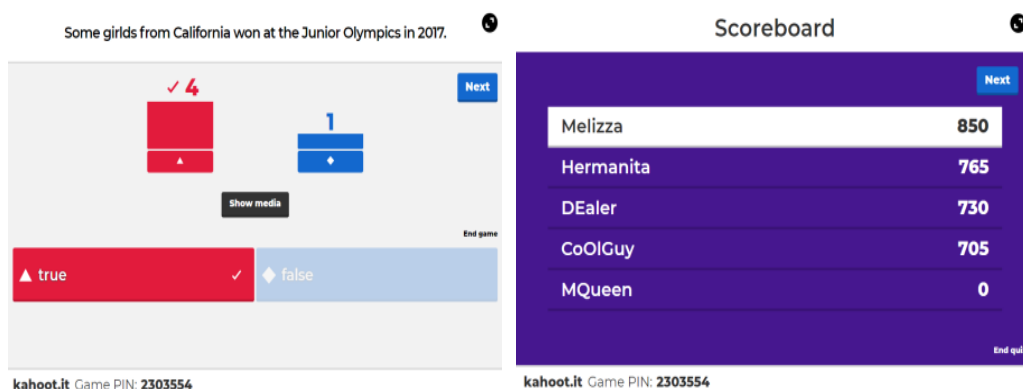 Some girlds from California won at the Junior Olympics in 2017.
✓ 4
Next
1
Show media
End game
true
false
kahoot.it Game PIN: 2303554
Scoreboard
Next
Melizza 850
Hermanita 765
DEaler 730
CoOlGuy 705
MQueen 0
End qui
kahoot.it Game PIN: 2303554